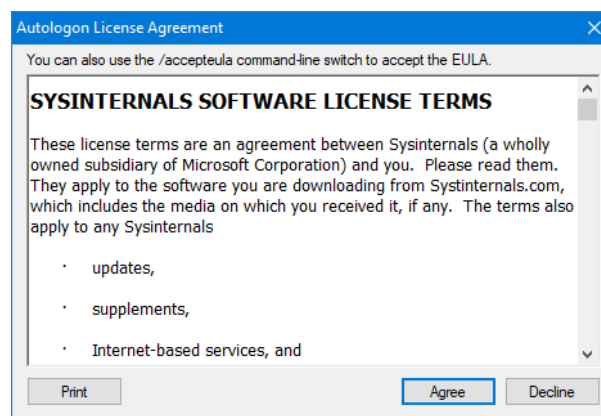 Autologon License Agreement
You can also use the /accepteula command-line switch to accept the EULA.
SYSINTERNALS SOFTWARE LICENSE TERMS
These license terms are an agreement between Sysinternals (a wholly
owned subsidiary of Microsoft Corporation) and you.  Please read them.
They apply to the software you are downloading from Systinternals.com,
which includes the media on which you received it, if any.  The terms also
apply to any Sysinternals
· updates,
· supplements,
· Internet-based services, and
Print Agree Decline